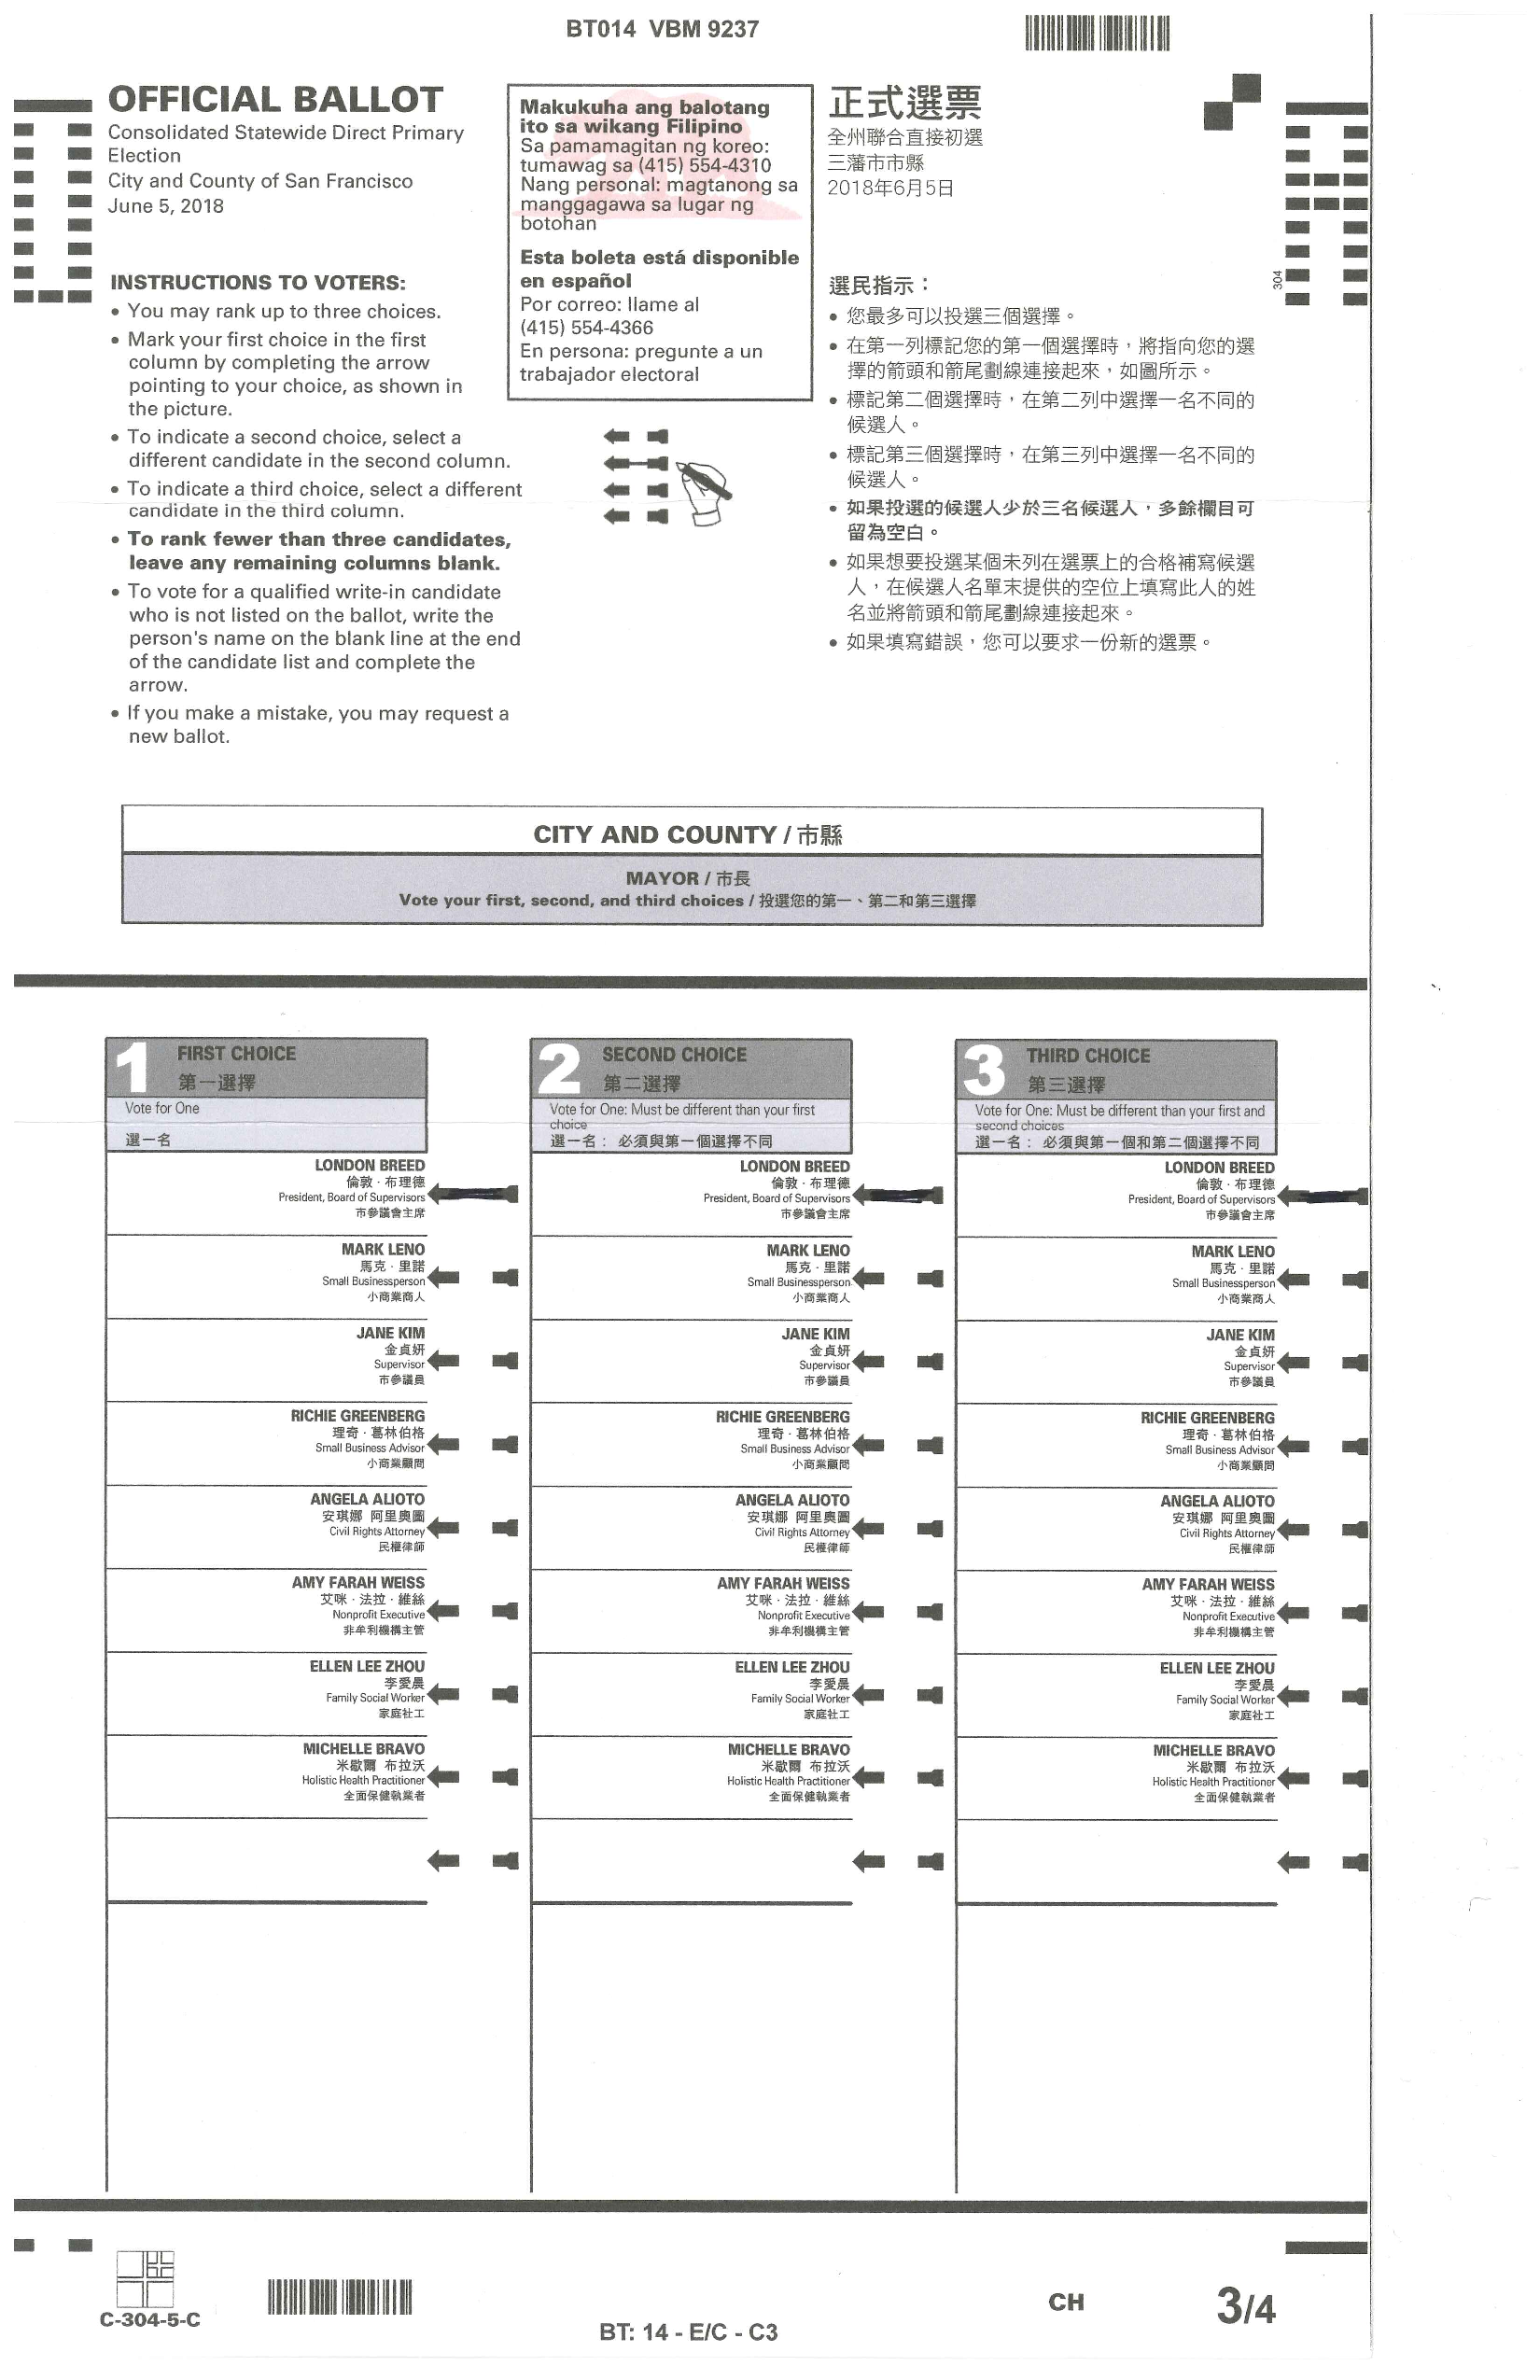 BT014 VBM 9237
OFFICIAL BALLOT
Consolidated Statewide Direct Primary
Election
City and County of San Francisco
June 5, 2018
Makukuha ang balotang
ito sa wikang Filipino
Sa pamamagitan ng koreo:
tumawag sa (415) 554-4310
Nang personal: magtanong sa
manggagawa sa lugar ng
botohan
Esta boleta está disponible
en español
Por correo: llame al
(415) 554-4366
En persona: pregunte a un
trabajador electoral
正式選票
全州聯合直接初選
三藩市市縣
2018年6月5日
304
INSTRUCTIONS TO VOTERS:
• You may rank up to three choices.
• Mark your first choice in the first
column by completing the arrow
pointing to your choice, as shown in
the picture.
• To indicate a second choice, select a
different candidate in the second column.
• To indicate a third choice, select a different
candidate in the third column.
• To rank fewer than three candidates,
leave any remaining columns blank.
• To vote for a qualified write-in candidate
who is not listed on the ballot, write the
person's name on the blank line at the end
of the candidate list and complete the
arrow.
• If you make a mistake, you may request a
new ballot.
選民指示：
• 您最多可以投選三個選擇。
• 在第一列標記您的第一個選擇時，將指向您的選
擇的箭頭和箭尾劃線連接起來，如圖所示。
• 標記第二個選擇時，在第二列中選擇一名不同的
候選人。
• 標記第三個選擇時，在第三列中選擇一名不同的
候選人。
• 如果投選的候選人少於三名候選人，多餘欄目可
留為空白。
• 如果想要投選某個未列在選票上的合格補寫候選
人，在候選人名單末提供的空位上填寫此人的姓
名並將箭頭和箭尾劃線連接起來。
• 如果填寫錯誤，您可以要求一份新的選票。
CITY AND COUNTY / 市縣
MAYOR / 市長
Vote your first, second, and third choices / 投選您的第一、第二和第三選擇
1 FIRST CHOICE
第一選擇
Vote for One
選一名
LONDON BREED
倫敦 · 布理德
President, Board of Supervisors
市參議會主席
MARK LENO
馬克 · 里諾
Small Businessperson
小商業商人
JANE KIM
金貞妍
Supervisor
市參議員
RICHIE GREENBERG
理奇 · 葛林伯格
Small Business Advisor
小商業顧問
ANGELA ALIOTO
安琪娜 阿里奧圖
Civil Rights Attorney
民權律師
AMY FARAH WEISS
艾咪 · 法拉 · 維絲
Nonprofit Executive
非牟利機構主管
ELLEN LEE ZHOU
李愛晨
Family Social Worker
家庭社工
MICHELLE BRAVO
米歇爾 布拉沃
Holistic Health Practitioner
全面保健執業者
2 SECOND CHOICE
第二選擇
Vote for One: Must be different than your first
choice
選一名： 必須與第一個選擇不同
LONDON BREED
倫敦 · 布理德
President, Board of Supervisors
市參議會主席
MARK LENO
馬克 · 里諾
Small Businessperson
小商業商人
JANE KIM
金貞妍
Supervisor
市參議員
RICHIE GREENBERG
理奇 · 葛林伯格
Small Business Advisor
小商業顧問
ANGELA ALIOTO
安琪娜 阿里奧圖
Civil Rights Attorney
民權律師
AMY FARAH WEISS
艾咪 · 法拉 · 維絲
Nonprofit Executive
非牟利機構主管
ELLEN LEE ZHOU
李愛晨
Family Social Worker
家庭社工
MICHELLE BRAVO
米歇爾 布拉沃
Holistic Health Practitioner
全面保健執業者
3 THIRD CHOICE
第三選擇
Vote for One: Must be different than your first and
second choices
選一名： 必須與第一個和第二個選擇不同
LONDON BREED
倫敦 · 布理德
President, Board of Supervisors
市參議會主席
MARK LENO
馬克 · 里諾
Small Businessperson
小商業商人
JANE KIM
金貞妍
Supervisor
市參議員
RICHIE GREENBERG
理奇 · 葛林伯格
Small Business Advisor
小商業顧問
ANGELA ALIOTO
安琪娜 阿里奧圖
Civil Rights Attorney
民權律師
AMY FARAH WEISS
艾咪 · 法拉 · 維絲
Nonprofit Executive
非牟利機構主管
ELLEN LEE ZHOU
李愛晨
Family Social Worker
家庭社工
MICHELLE BRAVO
米歇爾 布拉沃
Holistic Health Practitioner
全面保健執業者
C-304-5-C
BT: 14 - E/C - C3
CH
3/4